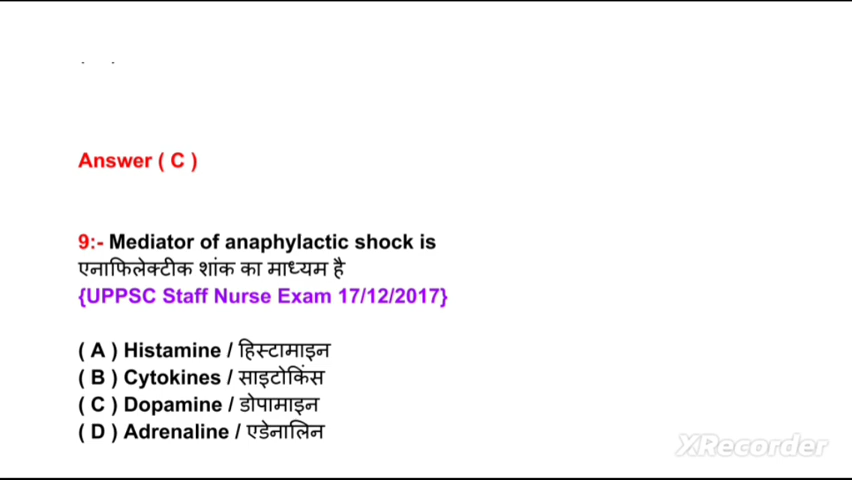 Answer ( C )
9:- Mediator of anaphylactic shock is
एनाफिलेक्टीक शांक का माध्यम है
{UPPSC Staff Nurse Exam 17/12/2017}
( A ) Histamine / हिस्टामाइन
( B ) Cytokines / साइटोकिंस
( C ) Dopamine / डोपामाइन
( D ) Adrenaline / एडेनालिन
XRecorder